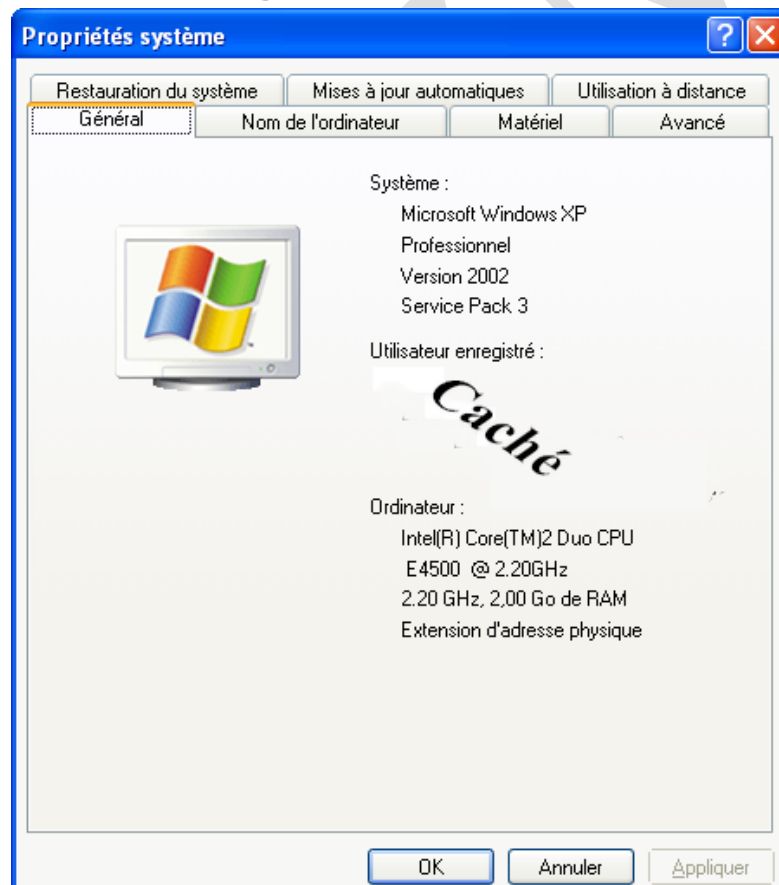 Propriétés système
Restauration du système Mises à jour automatiques Utilisation à distance
Général Nom de l'ordinateur Matériel Avancé
Système :
Microsoft Windows XP
Professionnel
Version 2002
Service Pack 3
Utilisateur enregistré :
Caché
Ordinateur :
Intel(R) Core(TM)2 Duo CPU
E4500 @ 2.20GHz
2.20 GHz, 2,00 Go de RAM
Extension d'adresse physique
OK Annuler Appliquer